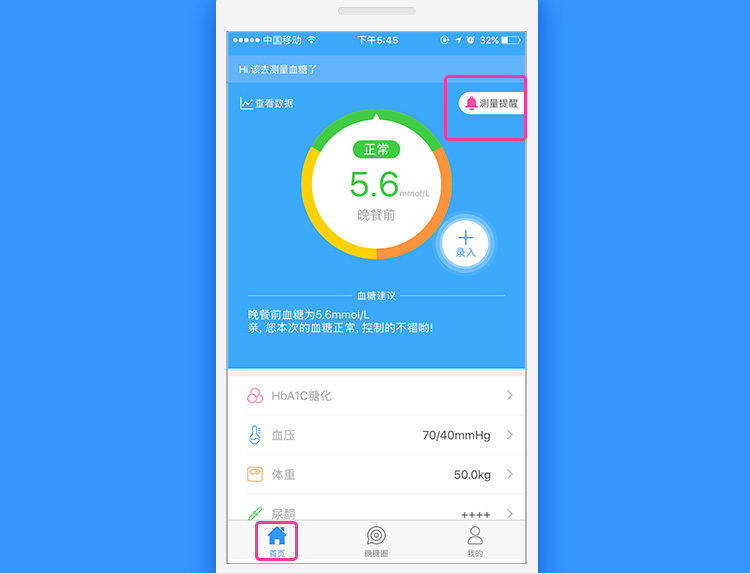 中国移动 下午5:45 32%
Hi,该去测量血糖了
查看数据 测量提醒
正常
5.6mmol/L
晚餐前
录入
血糖建议
晚餐前血糖为5.6mmol/L
亲, 您本次的血糖正常, 控制的不错哟!
HbA1C糖化
血压 70/40mmHg
体重 50.0kg
尿酮 ++++
首页 糖糖圈 我的